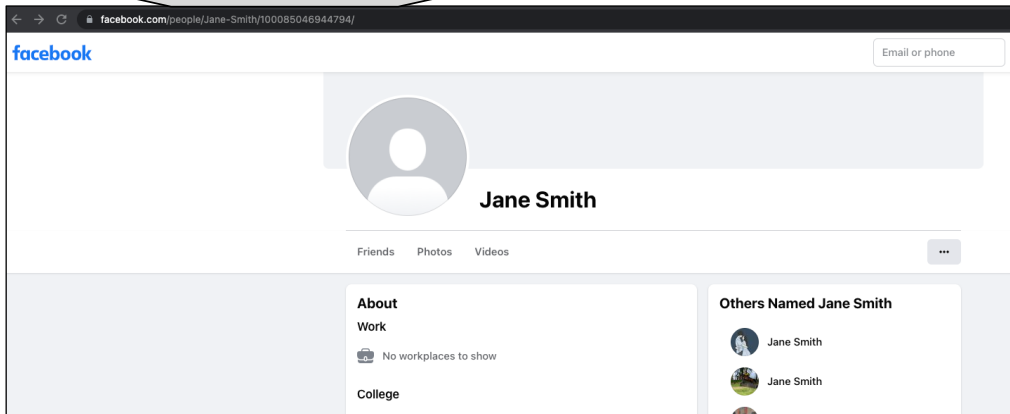 facebook.com/people/Jane-Smith/100085046944794/
facebook
Email or phone
Jane Smith
Friends Photos Videos
About
Work
No workplaces to show
College
Others Named Jane Smith
Jane Smith
Jane Smith